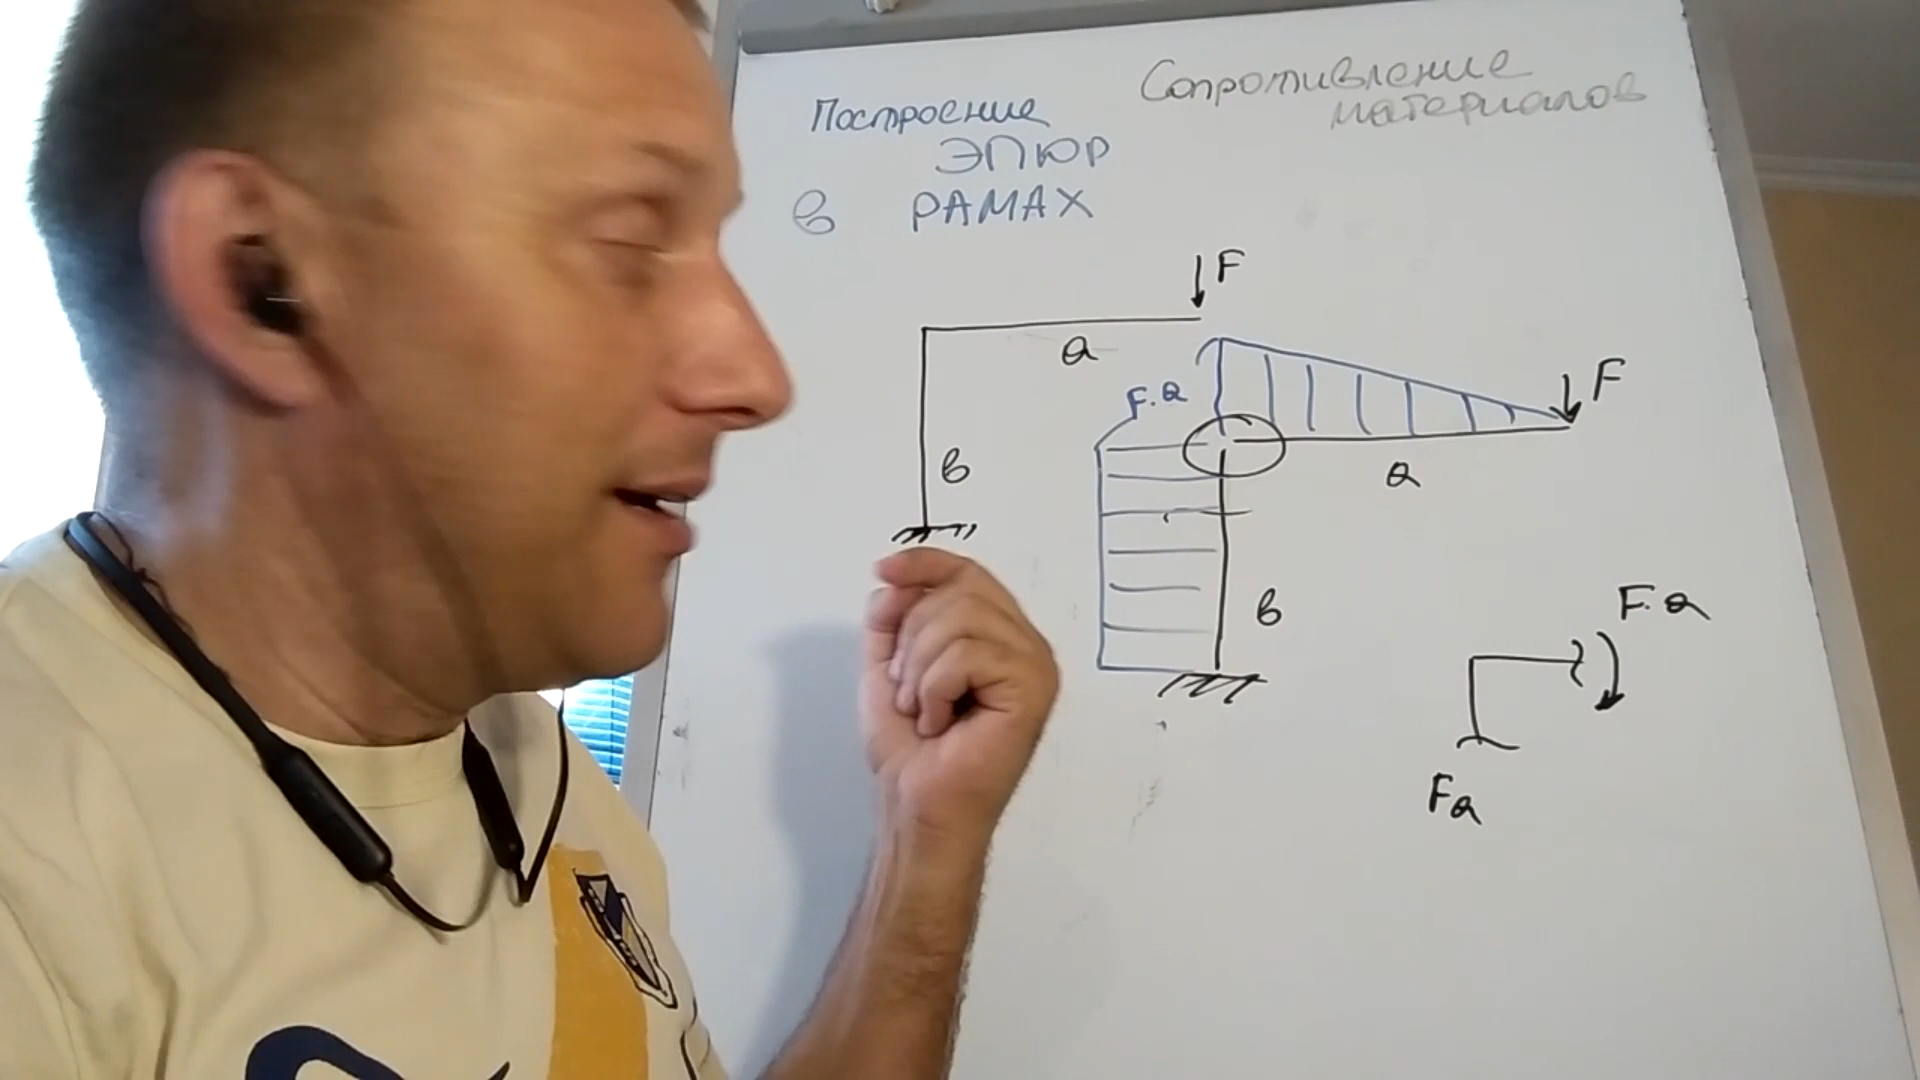 Построение
ЭПЮР
в РАМАХ
Сопротивление
материалов
F
a
в
F·a
F
a
в
F·a
Fa